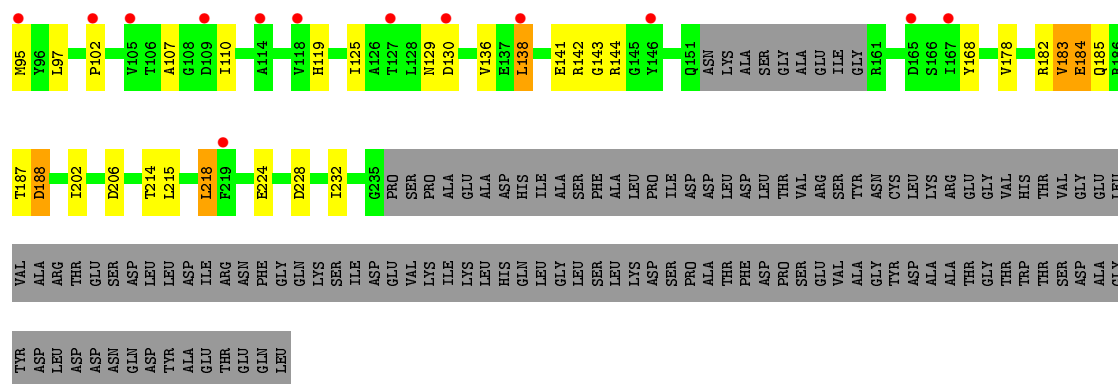 M95 Y96 L97 P102 V105 T106 A107 G108 D109 I110 A114 V118 H119 I125 A126 T127 L128 N129 D130 V136 E137 L138 E141 R142 G143 R144 G145 Y146 Q151 ASN LYS ALA SER GLY ALA GLU ILE GLY R161 D165 S166 I167 Y168 V178 R182 V183 E184 Q185 R186
T187 D188 I202 D206 T214 L215 L218 F219 E224 D228 I232 G235 PRO SER PRO ALA GLU ALA ASP HIS ILE ALA SER PHE ALA LEU PRO ILE ASP ASP LEU ASP LEU THR VAL ARG SER TYR ASN CYS LEU LYS ARG GLU GLY VAL HIS THR VAL GLY GLU LEU
VAL ALA ARG THR GLU SER ASP LEU LEU ASP ILE ARG ASN PHE GLY GLN LYS SER ILE ASP GLU VAL LYS ILE LYS LEU HIS GLN LEU GLY LEU SER LEU LYS ASP SER PRO ALA THR PHE ASP PRO SER GLU VAL ALA GLY TYR ASP ALA ALA THR GLY THR TRP THR SER ASP ALA GLY
TYR ASP LEU ASP ASP ASN GLN ASP TYR ALA GLU THR GLU GLN LEU